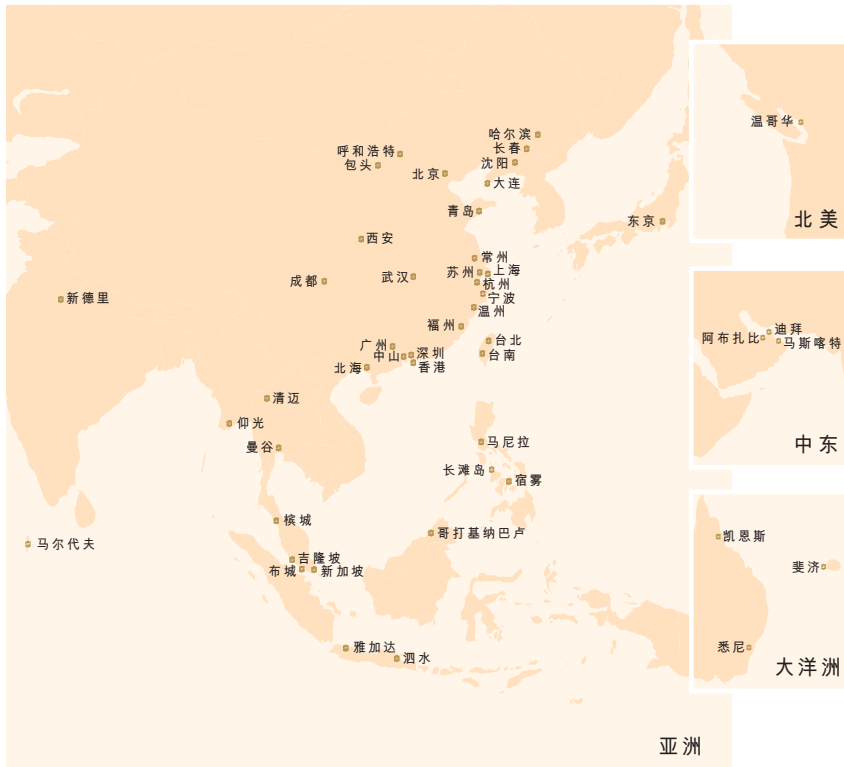 哈尔滨
长春
呼和浩特
沈阳
包头
北京
大连
青岛
东京
西安
常州
苏州
上海
成都
武汉
杭州
宁波
新德里
温州
福州
台北
广州
中山
深圳
台南
北海
香港
清迈
仰光
曼谷
马尼拉
长滩岛
宿雾
槟城
哥打基纳巴卢
马尔代夫
吉隆坡
布城
新加坡
雅加达
泗水
亚洲
温哥华
北美
迪拜
阿布扎比
马斯喀特
中东
凯恩斯
斐济
悉尼
大洋洲